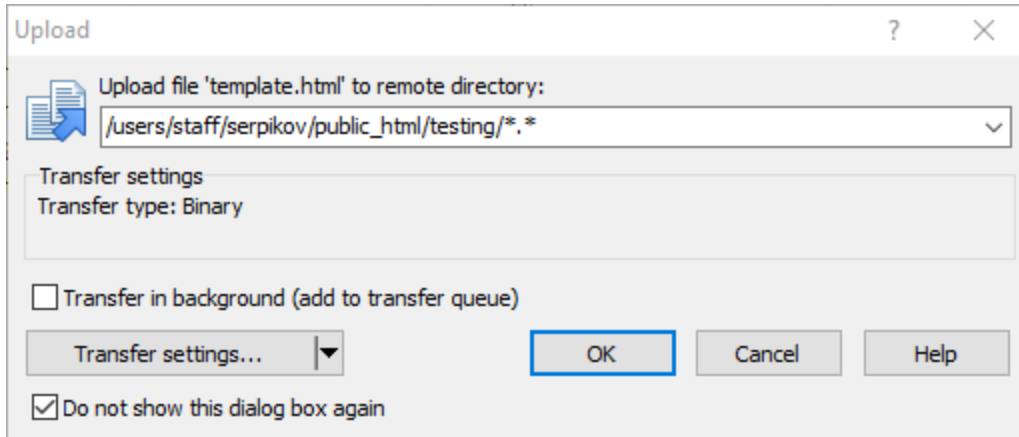 Upload ?
Upload file 'template.html' to remote directory:
/users/staff/serpikov/public_html/testing/*.*
Transfer settings
Transfer type: Binary
Transfer in background (add to transfer queue)
Transfer settings... OK Cancel Help
Do not show this dialog box again